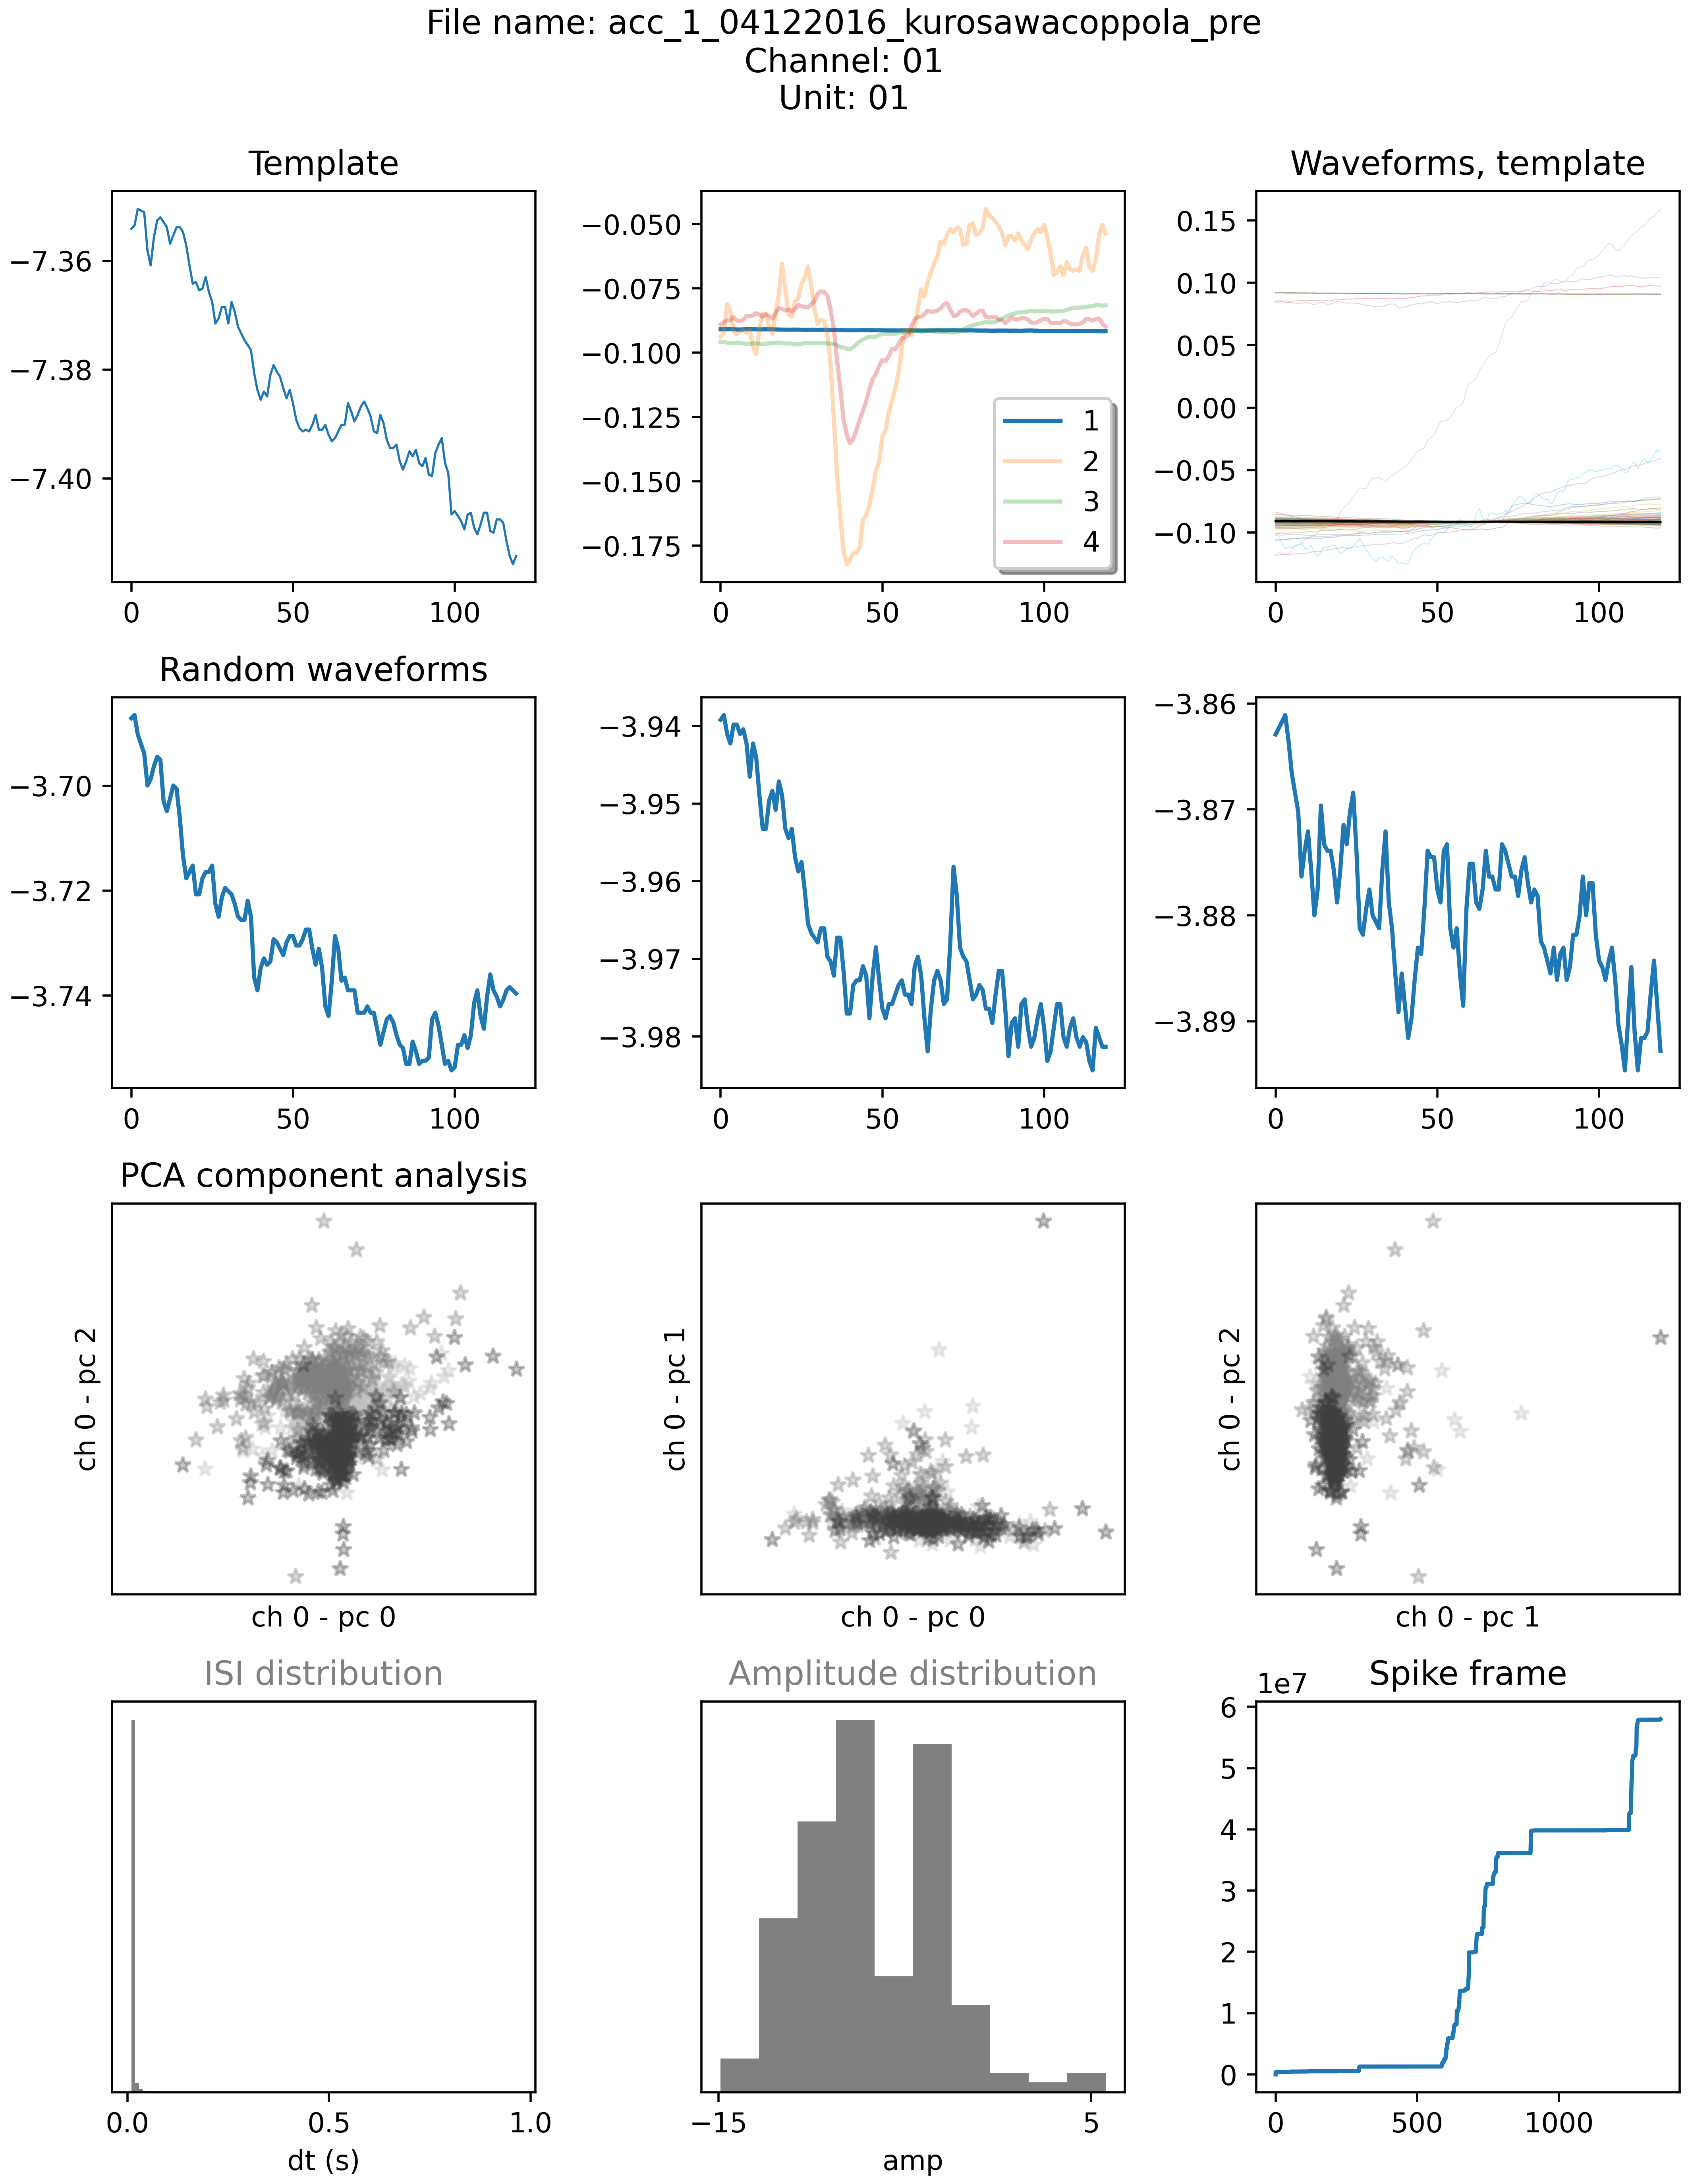 File name: acc_1_04122016_kurosawacoppola_pre
Channel: 01
Unit: 01
Template
Waveforms, template
−7.36
−7.38
−7.40
0 50 100
−0.050
−0.075
−0.100
−0.125
−0.150
−0.175
1
2
3
4
0 50 100
0.15
0.10
0.05
0.00
−0.05
−0.10
0 50 100
Random waveforms
−3.70
−3.72
−3.74
0 50 100
−3.94
−3.95
−3.96
−3.97
−3.98
0 50 100
−3.86
−3.87
−3.88
−3.89
0 50 100
PCA component analysis
ch 0 - pc 2
ch 0 - pc 0
ch 0 - pc 1
ch 0 - pc 0
ch 0 - pc 2
ch 0 - pc 1
ISI distribution
0.0 0.5 1.0
dt (s)
Amplitude distribution
−15 5
amp
Spike frame
1e7
6
5
4
3
2
1
0
0 500 1000